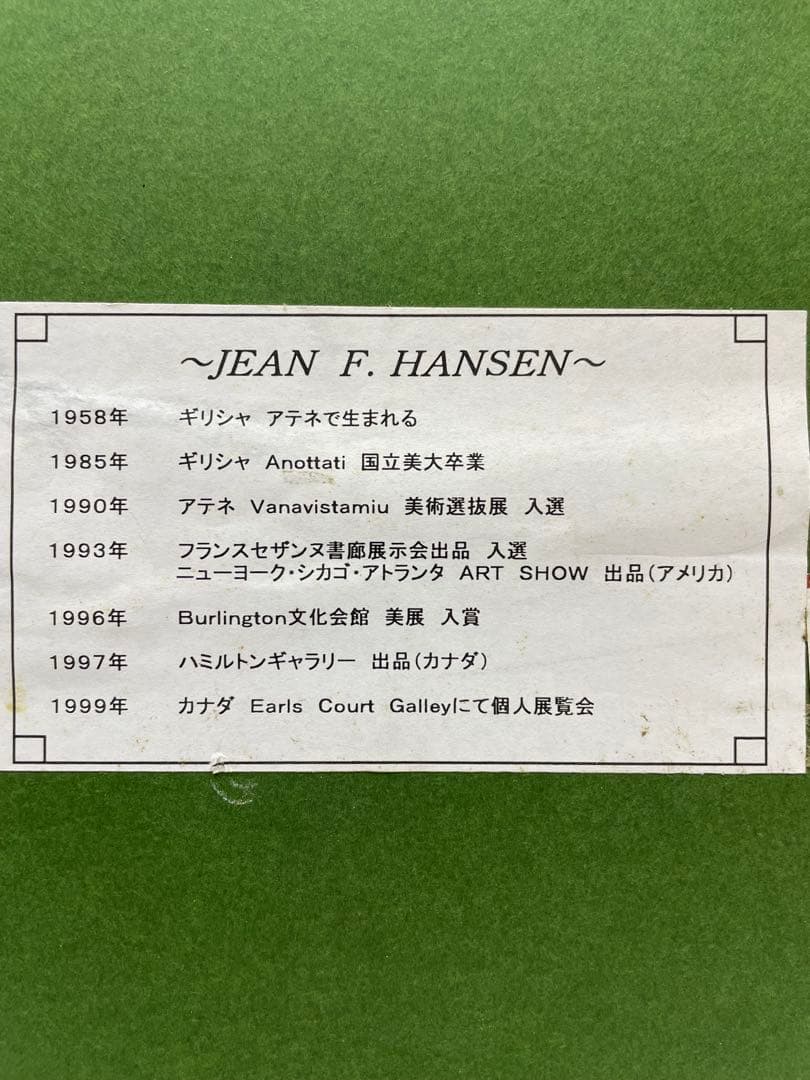 ～JEAN F. HANSEN～
1958年 ギリシャ アテネで生まれる
1985年 ギリシャ Anottati 国立美大卒業
1990年 アテネ Vanavistamiu 美術選抜展 入選
1993年 フランスセザンヌ書廊展示会出品 入選
ニューヨーク・シカゴ・アトランタ ART SHOW 出品（アメリカ）
1996年 Burlington文化会館 美展 入賞
1997年 ハミルトンギャラリー 出品（カナダ）
1999年 カナダ Earls Court Galleyにて個人展覧会